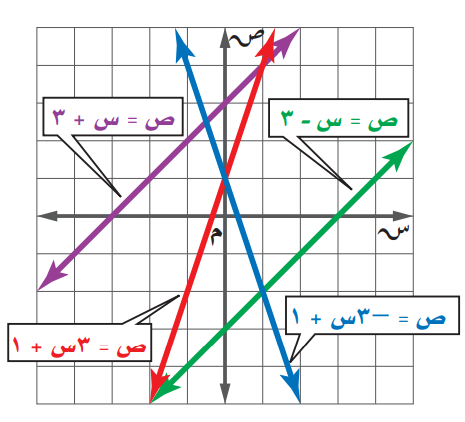 ص
ص = س + ٣
ص = س - ٣
س
م
ص = −٣س + ١
ص = ٣س + ١